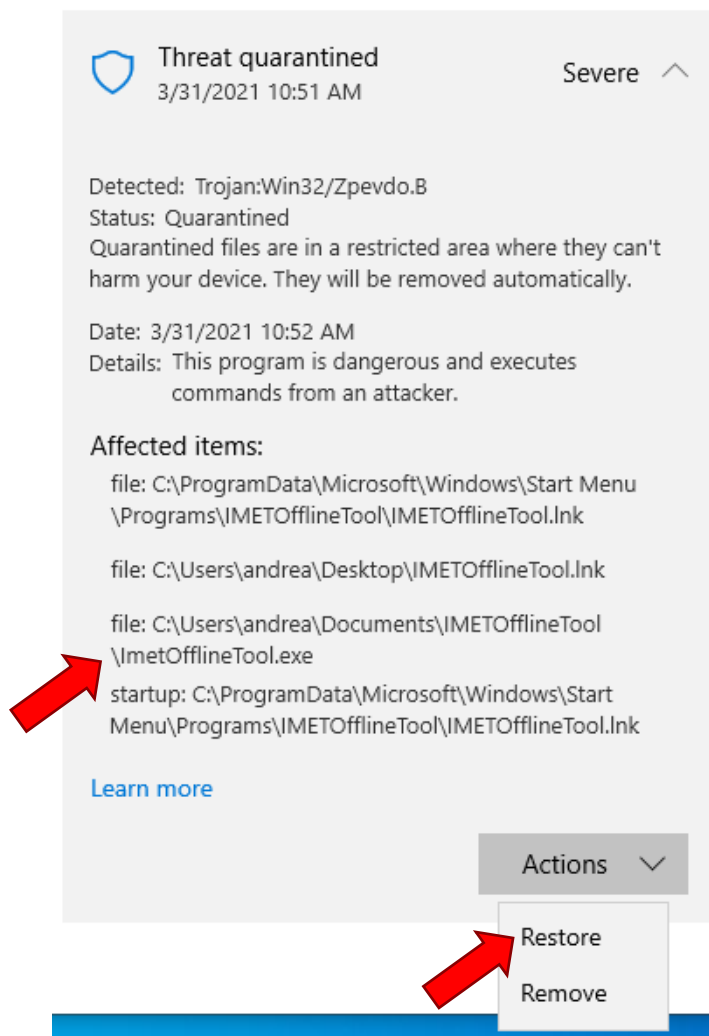 Threat quarantined
3/31/2021 10:51 AM
Severe
Detected: Trojan:Win32/Zpevdo.B
Status: Quarantined
Quarantined files are in a restricted area where they can't
harm your device. They will be removed automatically.
Date: 3/31/2021 10:52 AM
Details: This program is dangerous and executes
commands from an attacker.
Affected items:
file: C:\ProgramData\Microsoft\Windows\Start Menu
\Programs\IMETOfflineTool\IMETOfflineTool.lnk
file: C:\Users\andrea\Desktop\IMETOfflineTool.lnk
file: C:\Users\andrea\Documents\IMETOfflineTool
\ImetOfflineTool.exe
startup: C:\ProgramData\Microsoft\Windows\Start
Menu\Programs\IMETOfflineTool\IMETOfflineTool.lnk
Learn more
Actions
Restore
Remove